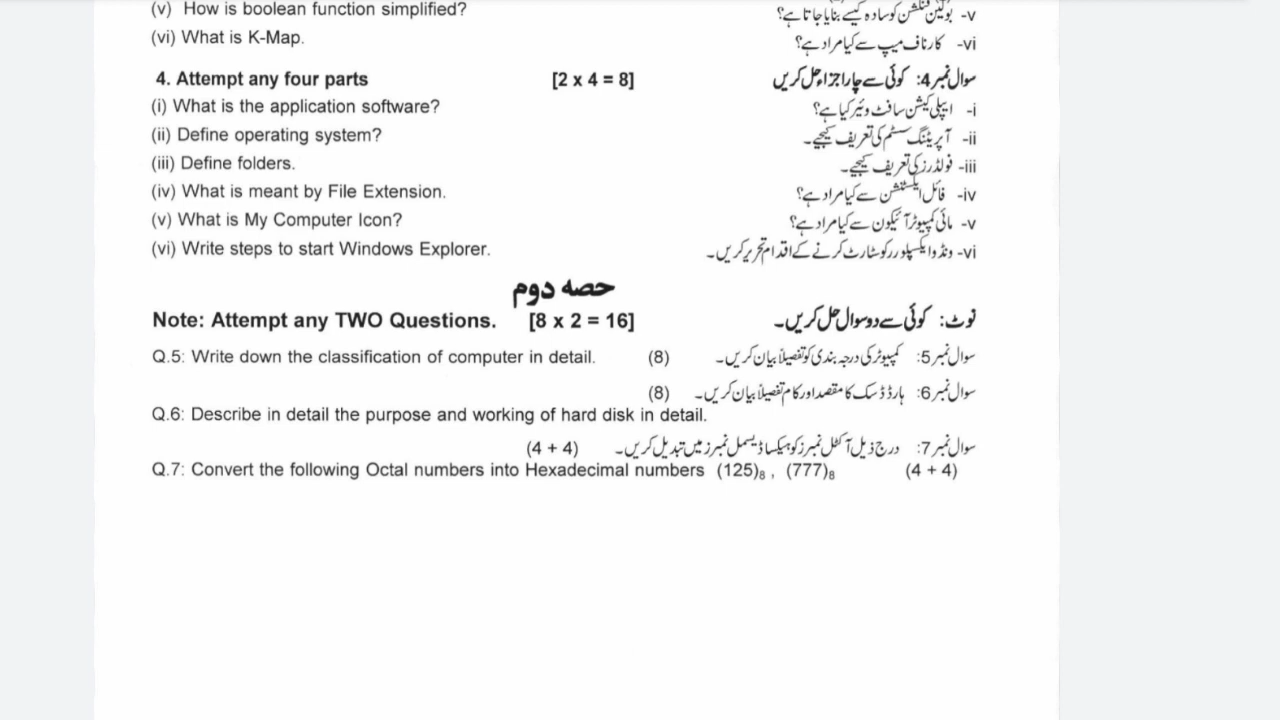 (v) How is boolean function simplified? v- بولین فنکشن کو سادہ کیسے بنایا جاتا ہے؟
(vi) What is K-Map. vi- کارناف میپ سے کیا مراد ہے؟
4. Attempt any four parts [2 x 4 = 8] سوال نمبر 4: کوئی سے چار اجزاء حل کریں
(i) What is the application software? i- ایپلی کیشن سافٹ وئیر کیا ہے؟
(ii) Define operating system? ii- آپریٹنگ سسٹم کی تعریف کیجیے۔
(iii) Define folders. iii- فولڈرز کی تعریف کیجیے۔
(iv) What is meant by File Extension. iv- فائل ایکسٹینشن سے کیا مراد ہے؟
(v) What is My Computer Icon? v- مائی کمپیوٹر آئیکون سے کیا مراد ہے؟
(vi) Write steps to start Windows Explorer. vi- ونڈو ایکسپلورر کو سٹارٹ کرنے کے اقدام تحریر کریں۔
حصہ دوم
Note: Attempt any TWO Questions. [8 x 2 = 16] نوٹ: کوئی سے دو سوال حل کریں۔
Q.5: Write down the classification of computer in detail. (8) سوال نمبر 5: کمپیوٹر کی درجہ بندی کو تفصیلاً بیان کریں۔
سوال نمبر 6: ہارڈ ڈسک کا مقصد اور کام تفصیلاً بیان کریں۔ (8)
Q.6: Describe in detail the purpose and working of hard disk in detail.
سوال نمبر 7: درج ذیل آکٹل نمبرز کو ہیکسا ڈیسمل نمبرز میں تبدیل کریں۔ (4 + 4)
Q.7: Convert the following Octal numbers into Hexadecimal numbers (125)₈ , (777)₈ (4 + 4)